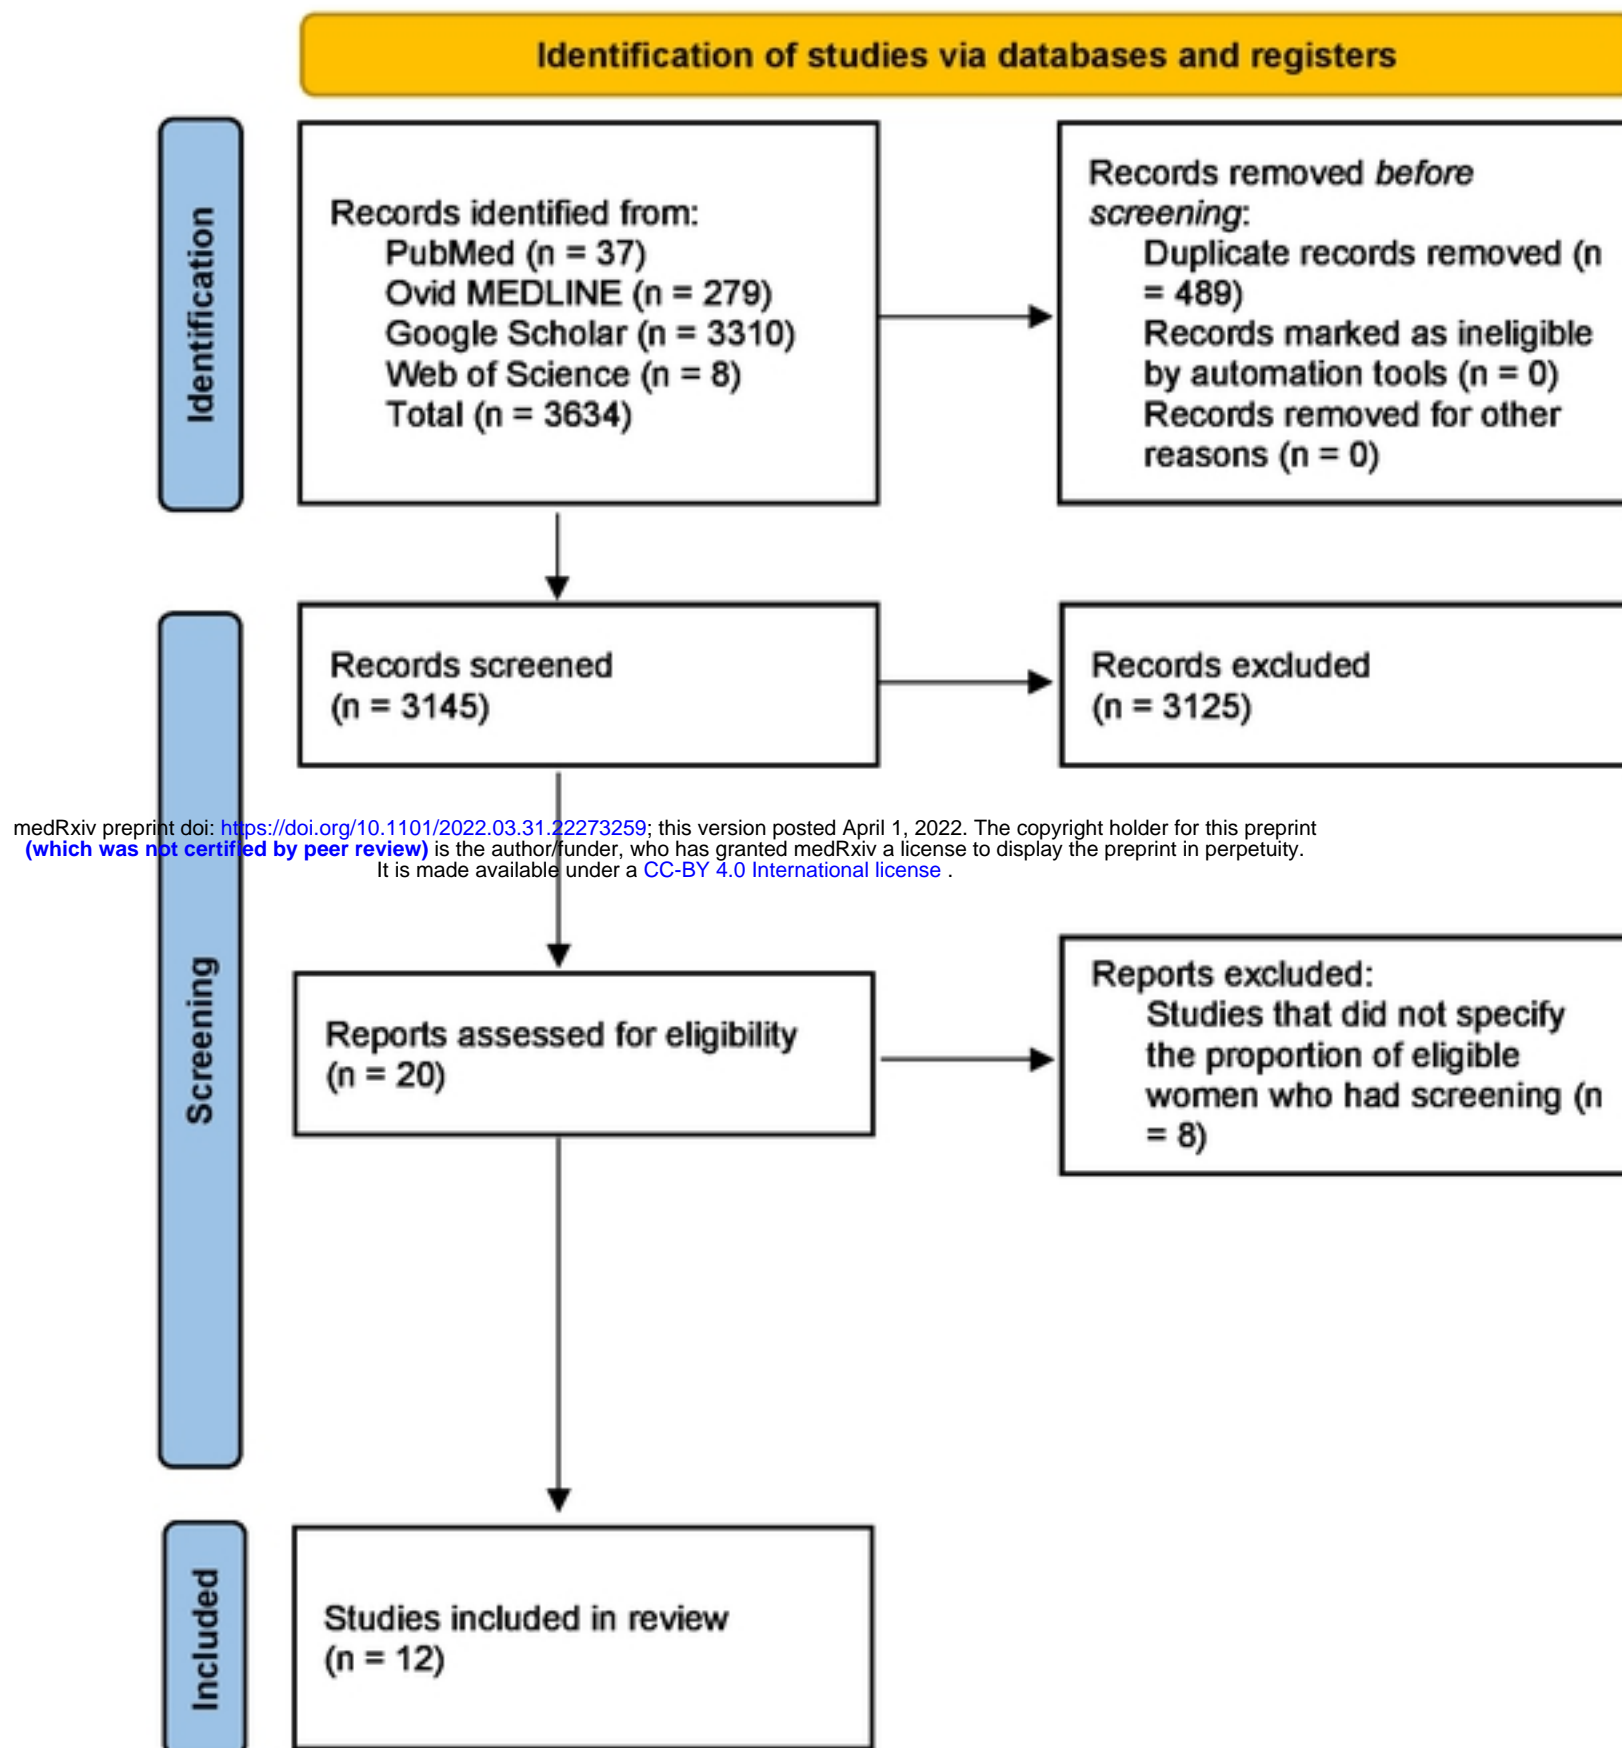 Identification of studies via databases and registers
Identification
Records identified from:
PubMed (n = 37)
Ovid MEDLINE (n = 279)
Google Scholar (n = 3310)
Web of Science (n = 8)
Total (n = 3634)
Records removed before
screening:
Duplicate records removed (n
= 489)
Records marked as ineligible
by automation tools (n = 0)
Records removed for other
reasons (n = 0)
Screening
Records screened
(n = 3145)
Records excluded
(n = 3125)
medRxiv preprint doi: https://doi.org/10.1101/2022.03.31.22273259; this version posted April 1, 2022. The copyright holder for this preprint
(which was not certified by peer review) is the author/funder, who has granted medRxiv a license to display the preprint in perpetuity.
It is made available under a CC-BY 4.0 International license .
Reports assessed for eligibility
(n = 20)
Reports excluded:
Studies that did not specify
the proportion of eligible
women who had screening (n
= 8)
Included
Studies included in review
(n = 12)